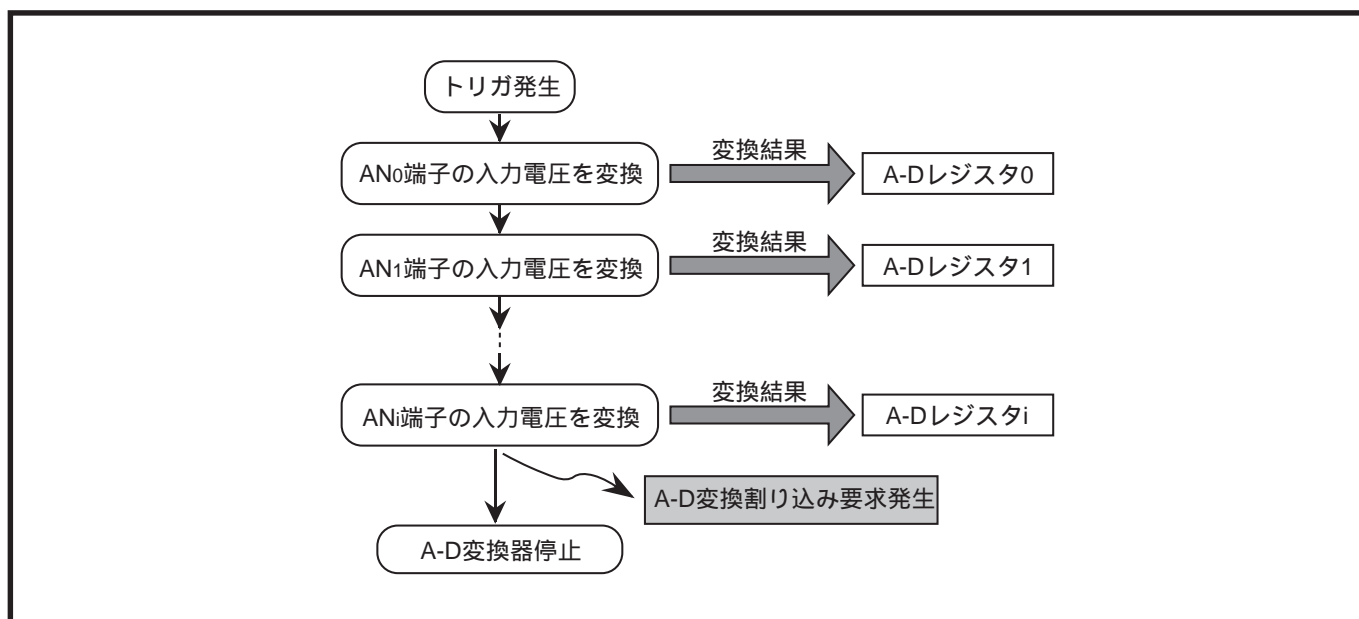 トリガ発生
AN0端子の入力電圧を変換
変換結果
A-Dレジスタ0
AN1端子の入力電圧を変換
変換結果
A-Dレジスタ1
ANi端子の入力電圧を変換
変換結果
A-Dレジスタi
A-D変換割り込み要求発生
A-D変換器停止